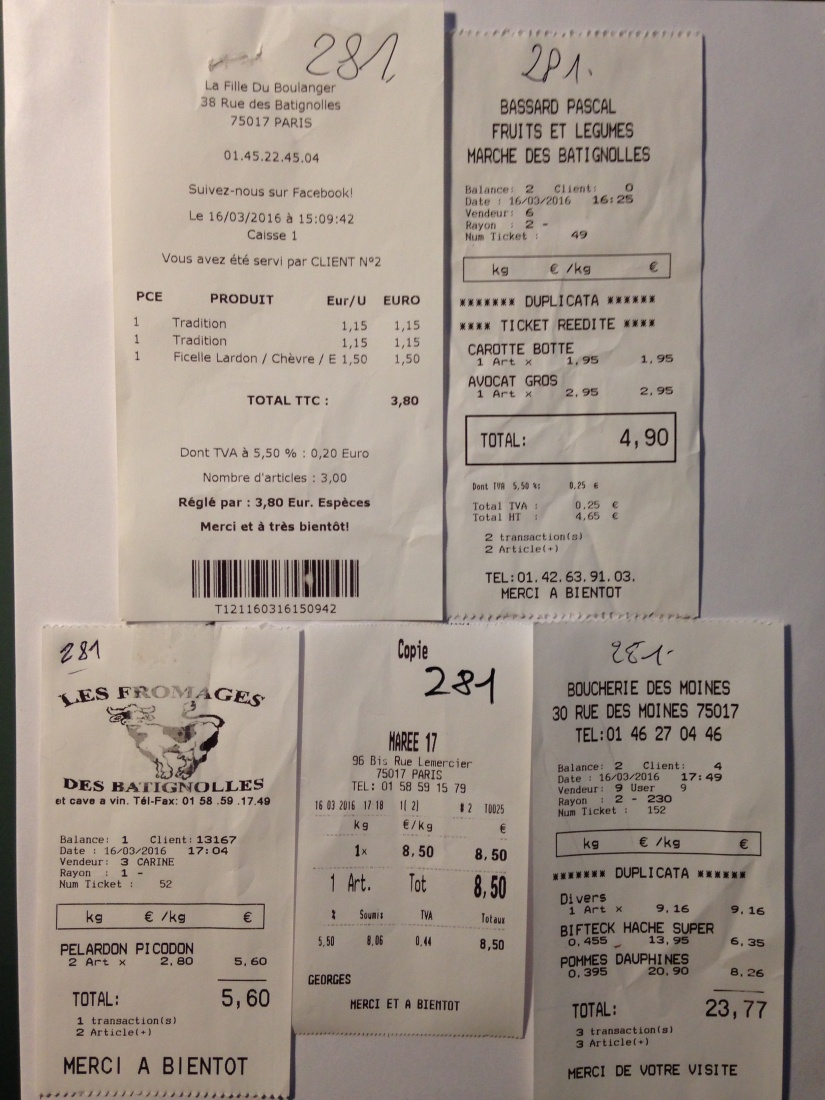 281
La Fille Du Boulanger
38 Rue des Batignolles
75017 PARIS
01.45.22.45.04
Suivez-nous sur Facebook!
Le 16/03/2016 à 15:09:42
Caisse 1
Vous avez été servi par CLIENT Nº2
PCE PRODUIT Eur/U EURO
1 Tradition 1,15 1,15
1 Tradition 1,15 1,15
1 Ficelle Lardon / Chèvre / E 1,50 1,50
TOTAL TTC : 3,80
Dont TVA à 5,50 % : 0,20 Euro
Nombre d'articles : 3,00
Réglé par : 3,80 Eur. Espèces
Merci et à très bientôt!
T121160316150942
281.
BASSARD PASCAL
FRUITS ET LEGUMES
MARCHE DES BATIGNOLLES
Balance: 2 Client: 0
Date : 16/03/2016 16:25
Vendeur: 6
Rayon : 2 -
Num Ticket : 49
kg € /kg €
******* DUPLICATA ******
**** TICKET REEDITE ****
CAROTTE BOTTE
1 Art x 1,95 1,95
AVOCAT GROS
1 Art x 2,95 2,95
TOTAL: 4,90
Dont TVA 5,50 %: 0,25 €
Total TVA : 0,25 €
Total HT : 4,65 €
2 transaction(s)
2 Article(+)
TEL:01.42.63.91.03.
MERCI A BIENTOT
281
LES FROMAGES
DES BATIGNOLLES
et cave a vin. Tél-Fax: 01 58 .59 .17.49
Balance: 1 Client:13167
Date : 16/03/2016 17:04
Vendeur: 3 CARINE
Rayon : 1 -
Num Ticket : 52
kg € /kg €
PELARDON PICODON
2 Art x 2,80 5,60
TOTAL: 5,60
1 transaction(s)
2 Article(+)
MERCI A BIENTOT
Copie
281
MAREE 17
96 Bis Rue Lemercier
75017 PARIS
TEL: 01 58 59 15 79
16 03 2016 17 18 1( 2) # 2 T0025
kg €/kg €
1x 8,50 8,50
1 Art. Tot 8,50
% Soumis TVA Totaux
5,50 8,06 0,44 8,50
GEORGES
MERCI ET A BIENTOT
281-
BOUCHERIE DES MOINES
30 RUE DES MOINES 75017
TEL:01 46 27 04 46
Balance: 2 Client: 4
Date : 16/03/2016 17:49
Vendeur: 9 User 9
Rayon : 2 - 230
Num Ticket : 152
kg € /kg €
******* DUPLICATA ******
Divers
1 Art x 9,16 9,16
BIFTECK HACHE SUPER
0,455 13,95 6,35
POMMES DAUPHINES
0,395 20,90 8,26
TOTAL: 23,77
3 transaction(s)
3 Article(+)
MERCI DE VOTRE VISITE